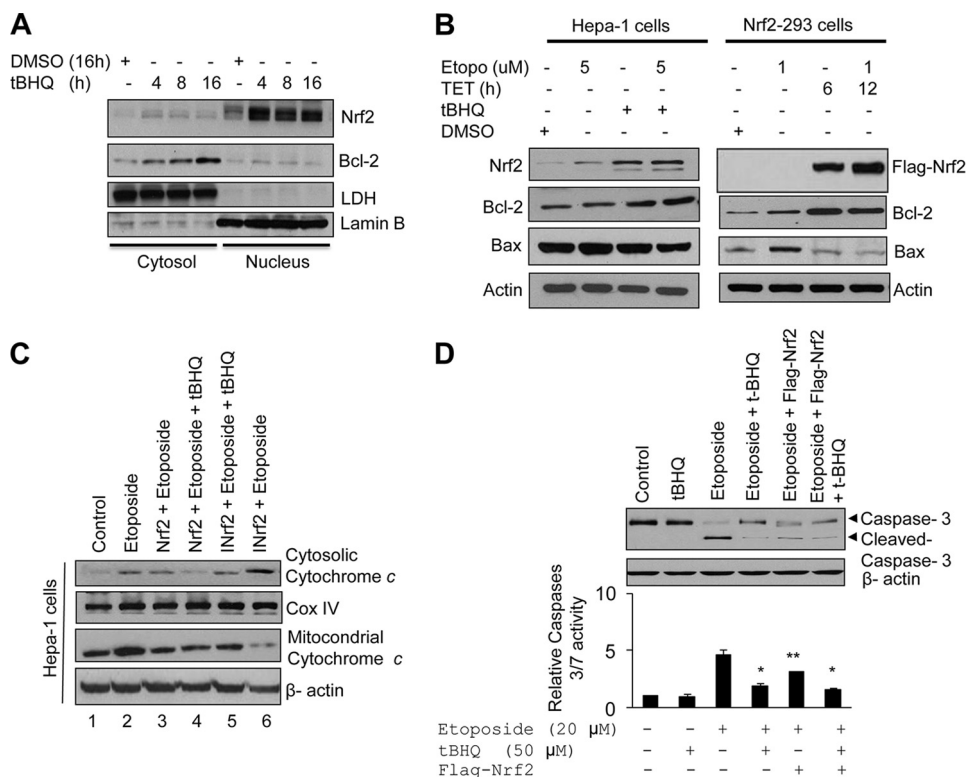 A
DMSO (16h) + +
tBHQ (h) 4 8 16 4 8 16
Nrf2
Bcl-2
LDH
Lamin B
Cytosol Nucleus
B
Hepa-1 cells Nrf2-293 cells
Etopo (uM) - 5 - 5 - 1 - 1
TET (h) - - - - - - 6 12
tBHQ - - + + - - - -
DMSO + - - - + - - -
Nrf2 Flag-Nrf2
Bcl-2 Bcl-2
Bax Bax
Actin Actin
C
Control
Etoposide
Nrf2 + Etoposide
Nrf2 + Etoposide + tBHQ
INrf2 + Etoposide + tBHQ
INrf2 + Etoposide
Hepa-1 cells
Cytosolic
Cytochrome c
Cox IV
Mitocondrial
Cytochrome c
β- actin
1 2 3 4 5 6
D
Control
tBHQ
Etoposide
Etoposide + t-BHQ
Etoposide + Flag-Nrf2
Etoposide + Flag-Nrf2
+ t-BHQ
Caspase- 3
Cleaved-
Caspase- 3
β- actin
Relative Caspases
3/7 activity
10
5
0
* ** *
Etoposide (20 µM) – – + + + +
tBHQ (50 µM) – + – + – +
Flag-Nrf2 – – – – + +